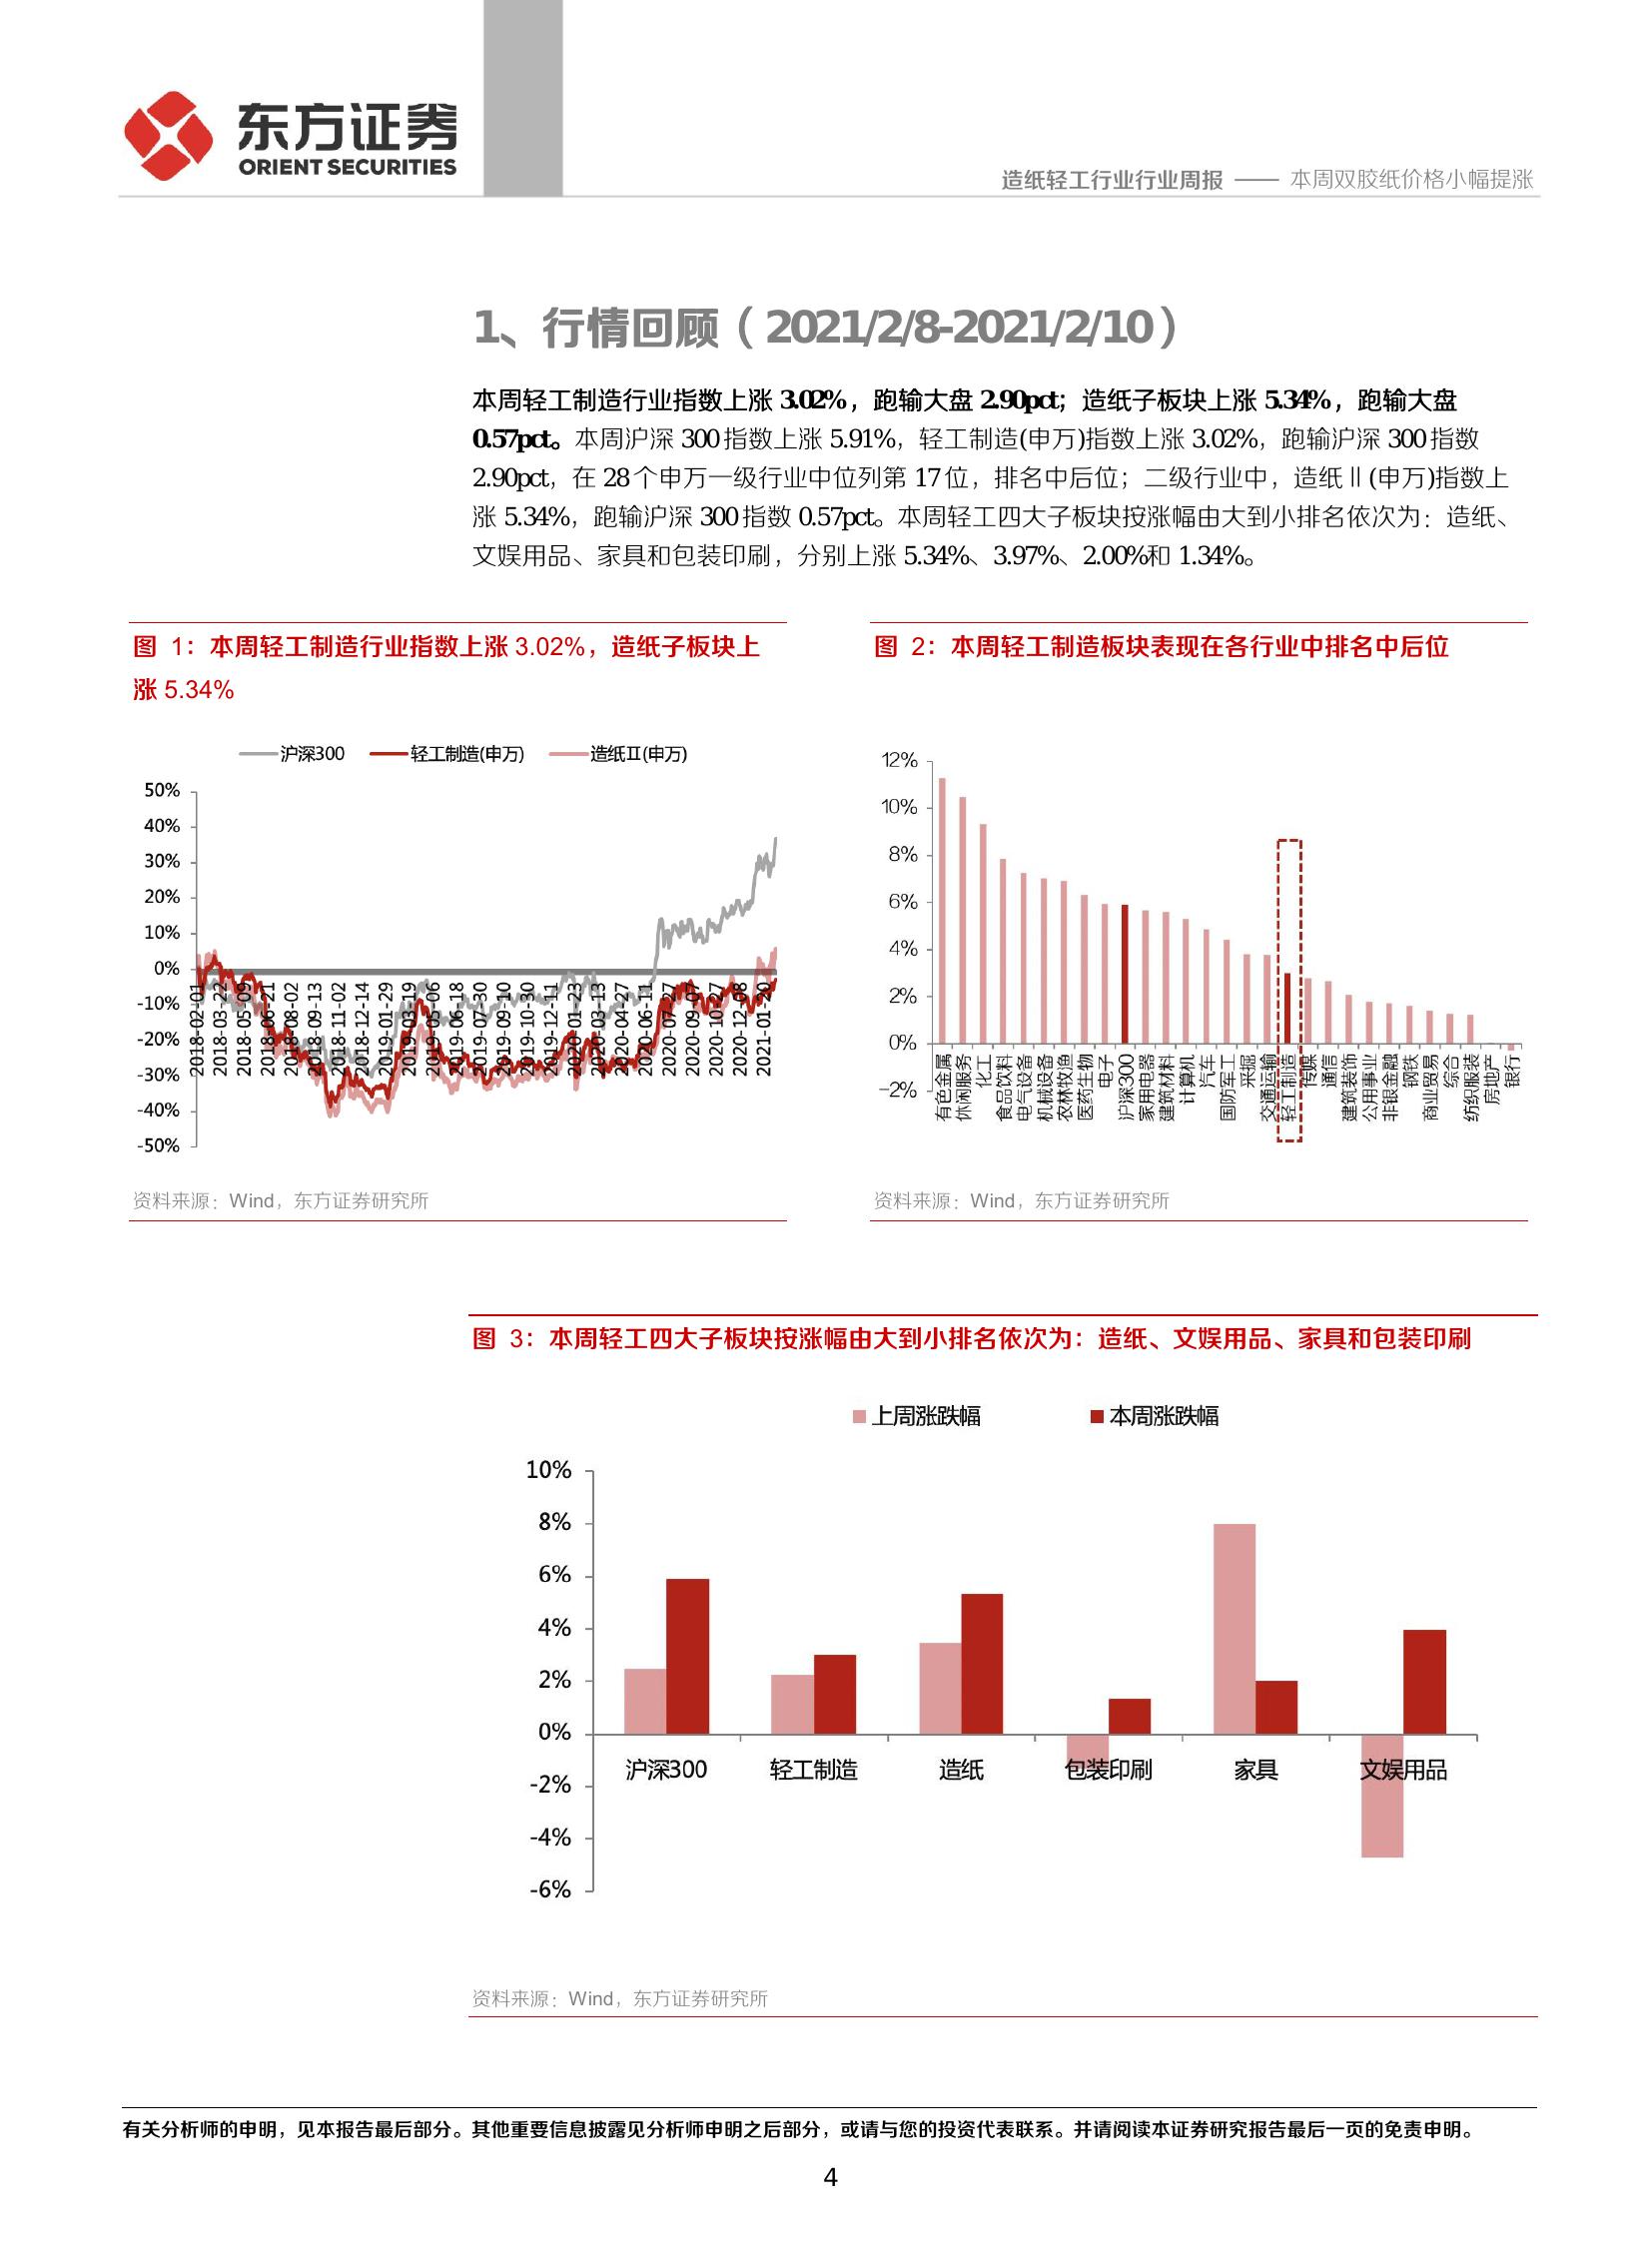 东方证券
ORIENT SECURITIES
造纸轻工行业行业周报 —— 本周双胶纸价格小幅提涨
1、行情回顾（2021/2/8-2021/2/10）
本周轻工制造行业指数上涨 3.02%，跑输大盘 2.90pct；造纸子板块上涨 5.34%，跑输大盘
0.57pct。本周沪深 300 指数上涨 5.91%，轻工制造(申万)指数上涨 3.02%，跑输沪深 300 指数
2.90pct，在 28 个申万一级行业中位列第 17 位，排名中后位；二级行业中，造纸Ⅱ(申万)指数上
涨 5.34%，跑输沪深 300 指数 0.57pct。本周轻工四大子板块按涨幅由大到小排名依次为：造纸、
文娱用品、家具和包装印刷，分别上涨 5.34%、3.97%、2.00%和 1.34%。
图 1：本周轻工制造行业指数上涨 3.02%，造纸子板块上
涨 5.34%
沪深300 轻工制造(申万) 造纸Ⅱ(申万)
50%
40%
30%
20%
10%
0%
-10%
-20%
-30%
-40%
-50%
2018-02-01
2018-03-22
2018-05-09
2018-06-21
2018-08-02
2018-09-13
2018-11-02
2018-12-14
2019-01-29
2019-03-19
2019-05-06
2019-06-18
2019-07-30
2019-09-10
2019-10-30
2019-12-11
2020-01-23
2020-03-13
2020-04-27
2020-06-11
2020-07-27
2020-09-07
2020-10-27
2020-12-08
2021-01-20
资料来源：Wind，东方证券研究所
图 2：本周轻工制造板块表现在各行业中排名中后位
12%
10%
8%
6%
4%
2%
0%
-2%
有色金属
休闲服务
化工
食品饮料
电气设备
机械设备
农林牧渔
医药生物
电子
沪深300
家用电器
建筑材料
计算机
汽车
国防军工
采掘
交通运输
轻工制造
传媒
通信
建筑装饰
公用事业
非银金融
钢铁
商业贸易
综合
纺织服装
房地产
银行
资料来源：Wind，东方证券研究所
图 3：本周轻工四大子板块按涨幅由大到小排名依次为：造纸、文娱用品、家具和包装印刷
上周涨跌幅 本周涨跌幅
10%
8%
6%
4%
2%
0%
-2%
-4%
-6%
沪深300 轻工制造 造纸 包装印刷 家具 文娱用品
资料来源：Wind，东方证券研究所
有关分析师的申明，见本报告最后部分。其他重要信息披露见分析师申明之后部分，或请与您的投资代表联系。并请阅读本证券研究报告最后一页的免责申明。
4